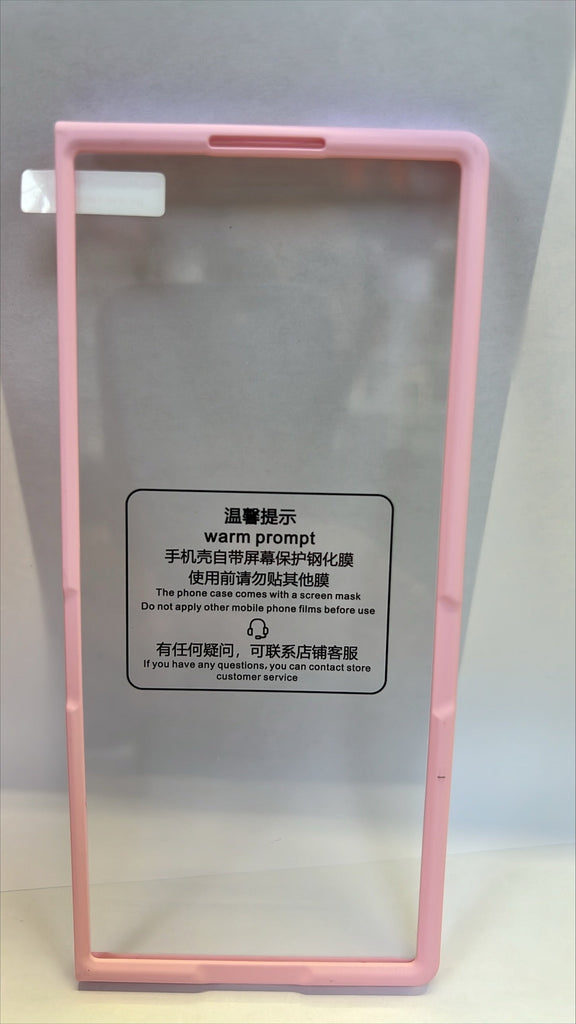 温馨提示
warm prompt
手机壳自带屏幕保护钢化膜
使用前请勿贴其他膜
The phone case comes with a screen mask
Do not apply other mobile phone films before use
有任何疑问，可联系店铺客服
If you have any questions, you can contact store
customer service